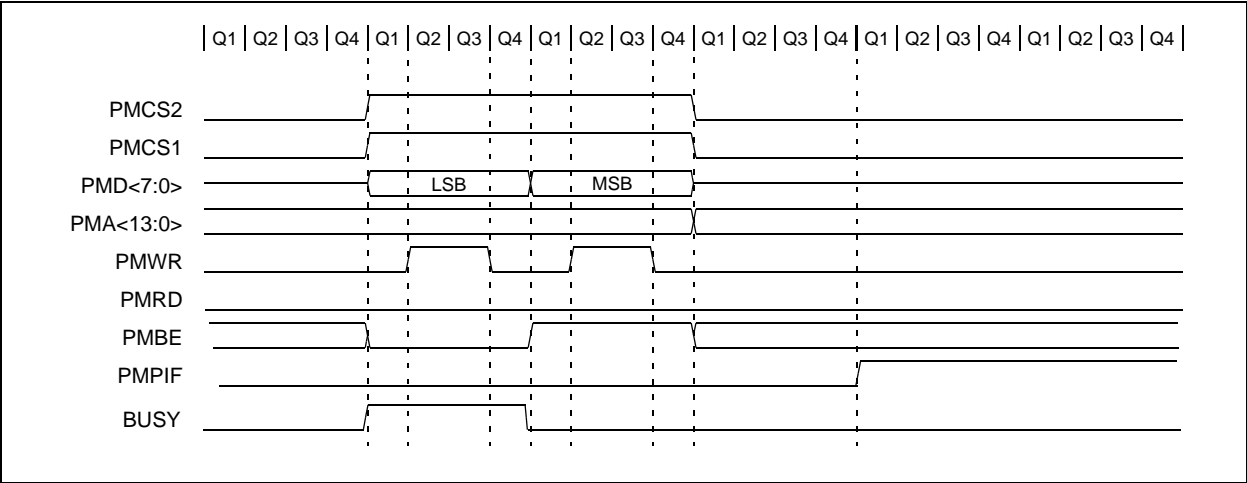 Q1 Q2 Q3 Q4 Q1 Q2 Q3 Q4 Q1 Q2 Q3 Q4 Q1 Q2 Q3 Q4 Q1 Q2 Q3 Q4 Q1 Q2 Q3 Q4
PMCS2
PMCS1
PMD<7:0> LSB MSB
PMA<13:0>
PMWR
PMRD
PMBE
PMPIF
BUSY